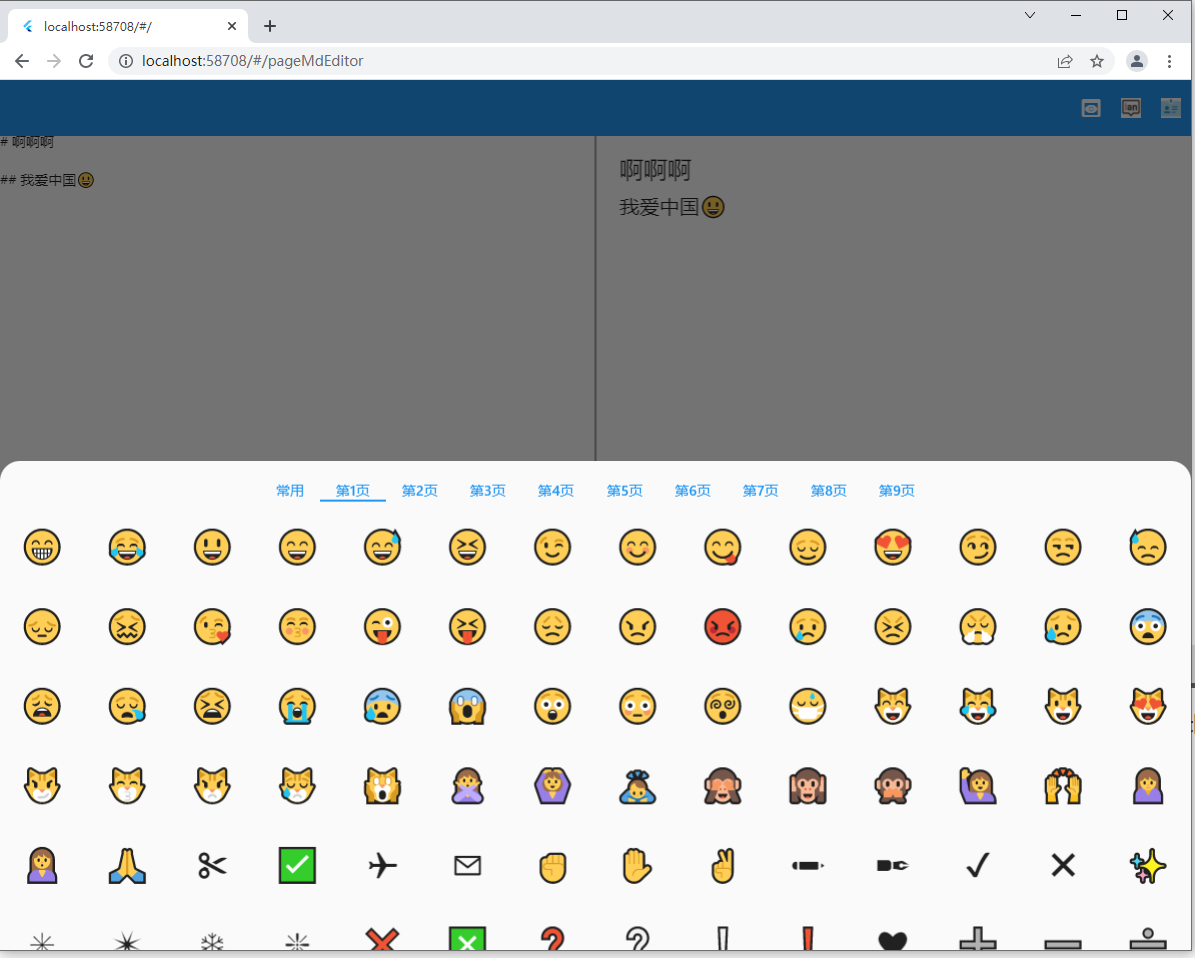 localhost:58708/#/
localhost:58708/#/pageMdEditor
# 啊啊啊
## 我爱中国😃
啊啊啊
我爱中国😃
常用 第1页 第2页 第3页 第4页 第5页 第6页 第7页 第8页 第9页